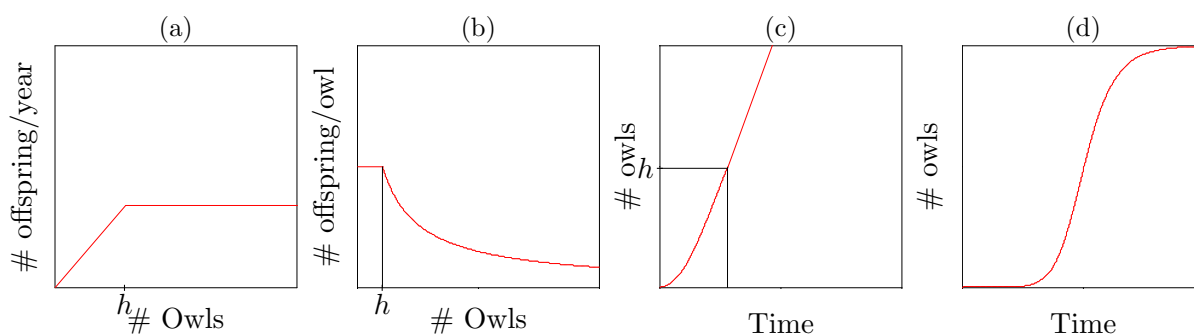 (a)
# offspring/year
h
# Owls
(b)
# offspring/owl
h
# Owls
(c)
# owls
h
Time
(d)
# owls
Time